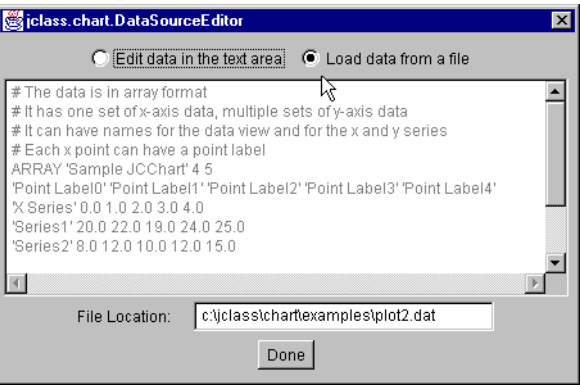 jclass.chart.DataSourceEditor
Edit data in the text area Load data from a file
# The data is in array format
# It has one set of x-axis data, multiple sets of y-axis data
# It can have names for the data view and for the x and y series
# Each x point can have a point label
ARRAY 'Sample JCChart' 4 5
'Point Label0' 'Point Label1' 'Point Label2' 'Point Label3' 'Point Label4'
'X Series' 0.0 1.0 2.0 3.0 4.0
'Series1' 20.0 22.0 19.0 24.0 25.0
'Series2' 8.0 12.0 10.0 12.0 15.0
File Location: c:\jclass\chart\examples\plot2.dat
Done